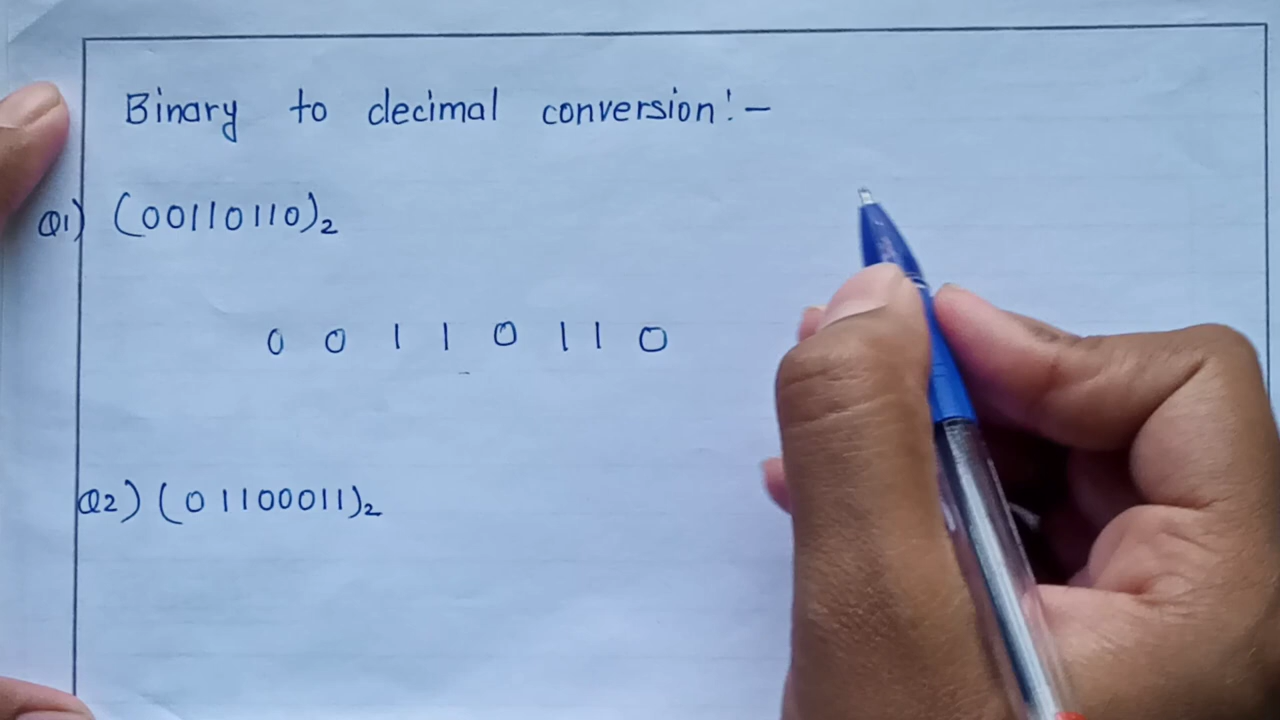 Binary to decimal conversion:-
Q1) (00110110)₂
0 0 1 1 0 1 1 0
Q2) (01100011)₂